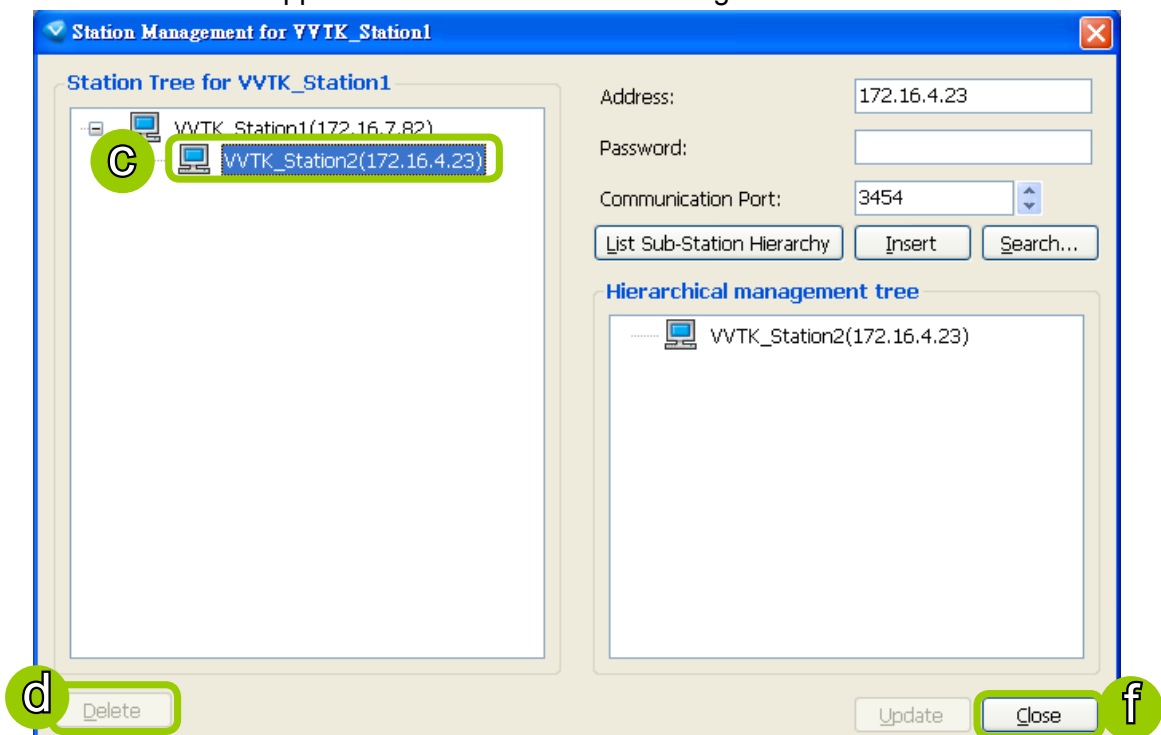 Station Management for VVTK_Station1
Station Tree for VVTK_Station1
VVTK_Station1(172.16.7.82)
c
VVTK_Station2(172.16.4.23)
Address: 172.16.4.23
Password:
Communication Port: 3454
List Sub-Station Hierarchy Insert Search...
Hierarchical management tree
VVTK_Station2(172.16.4.23)
d Delete Update Close f